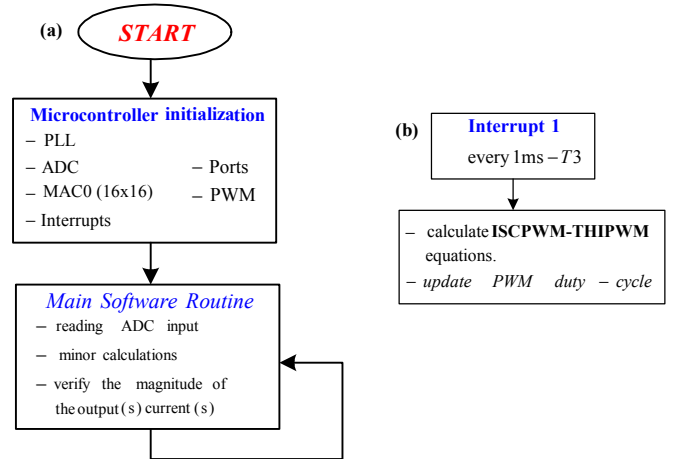 (a) START
Microcontroller initialization
– PLL
– ADC
– MAC0 (16x16)
– Interrupts
– Ports
– PWM
Main Software Routine
– reading ADC input
– minor calculations
– verify the magnitude of
the output(s) current(s)
(b)
Interrupt 1
every 1ms – T3
– calculate ISCPWM-THIPWM
equations.
– update PWM duty – cycle